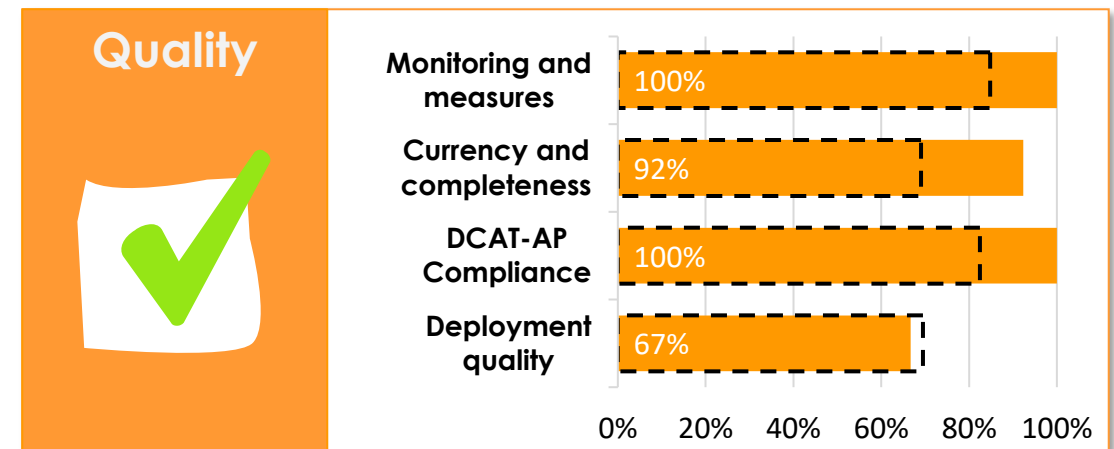 Quality
Monitoring and
measures
100%
Currency and
completeness
92%
DCAT-AP
Compliance
100%
Deployment
quality
67%
0% 20% 40% 60% 80% 100%